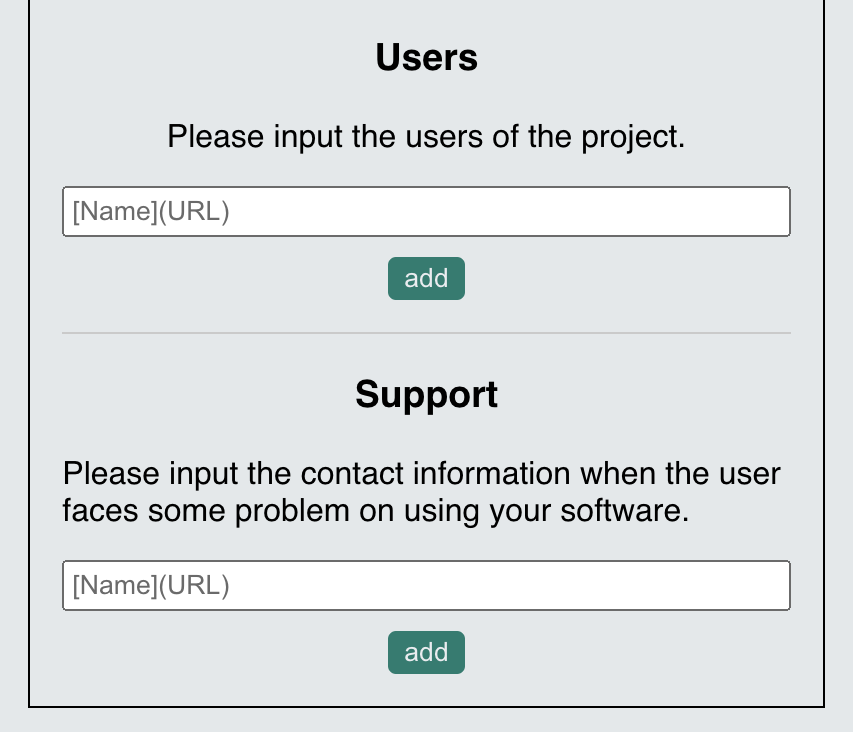 Users
Please input the users of the project.
[Name](URL)
add
Support
Please input the contact information when the user
faces some problem on using your software.
[Name](URL)
add